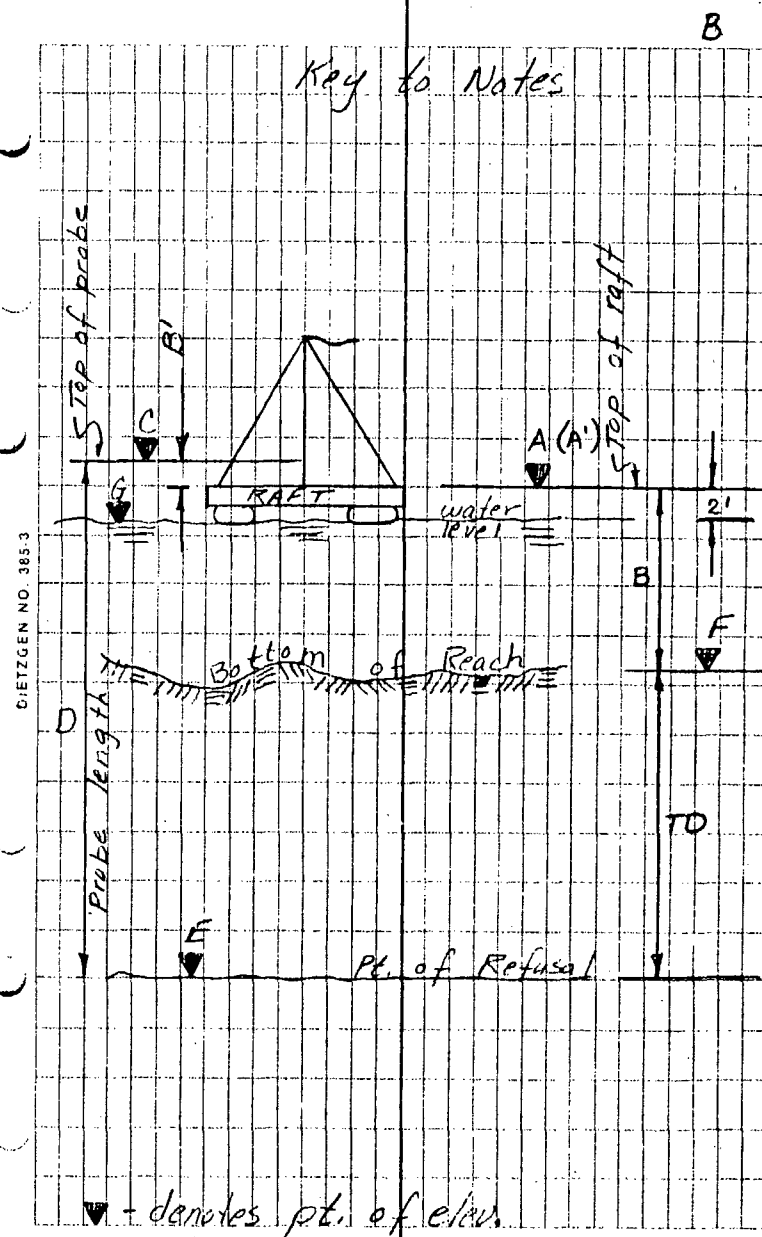 B
Key to Notes
Top of probe
B'
Top of raft
C
A (A')
G
RAFT
water
level
2'
B
DIETZGEN NO. 385-3
F
Bottom of Reach
D
Probe length
TD
E
Pt. of Refusal
- denotes pt. of elev.